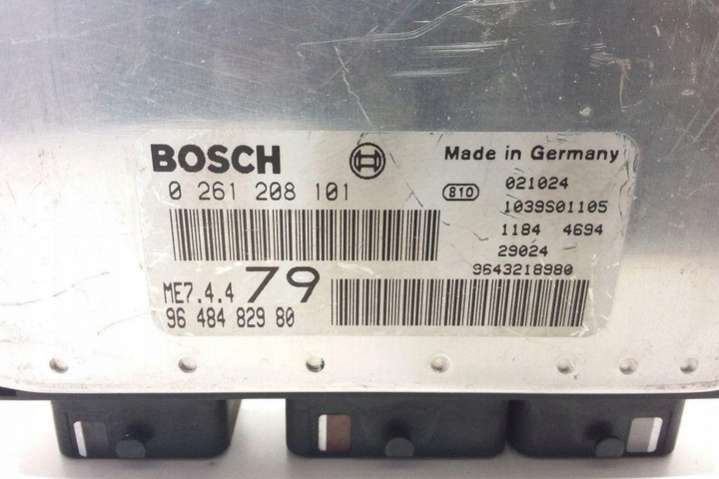 BOSCH
Made in Germany
0 261 208 101
810
021024
1039S01105
1184 4694
29024
9643218980
ME7.4.4 79
96 484 829 80